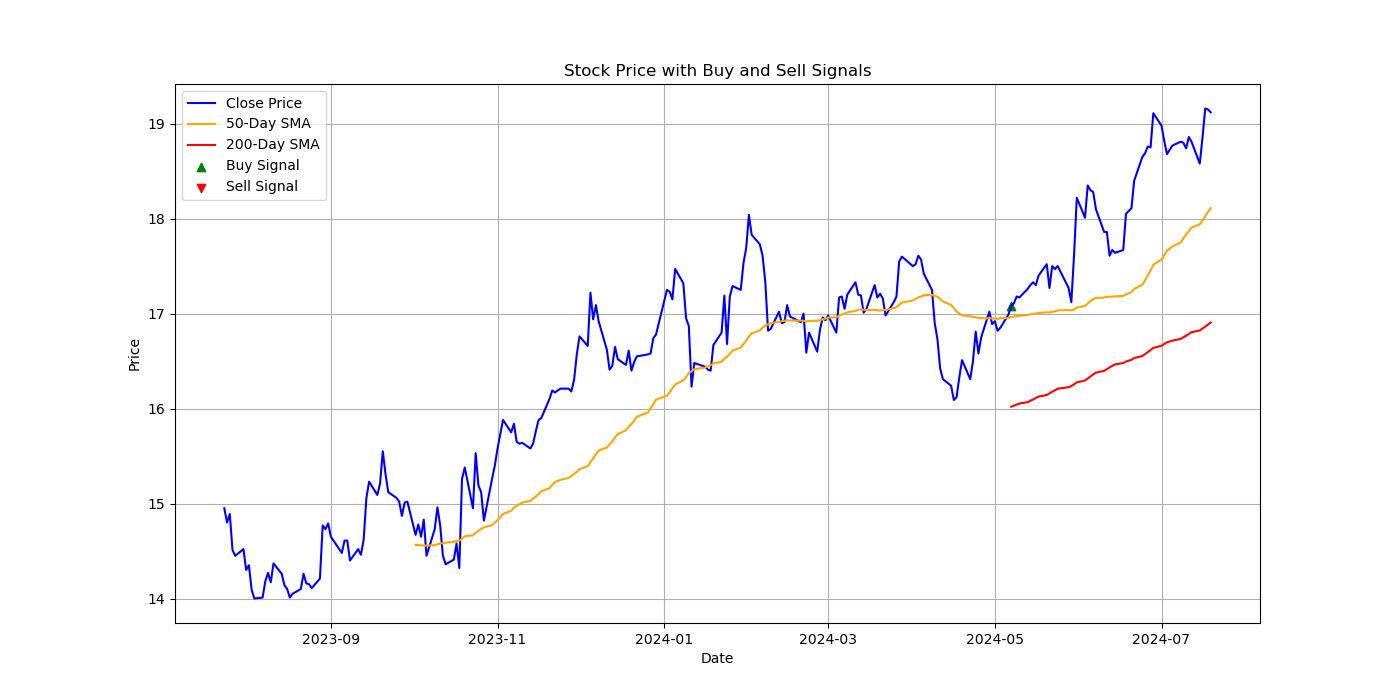 Stock Price with Buy and Sell Signals
Close Price
50-Day SMA
200-Day SMA
Buy Signal
Sell Signal
19
18
17
16
15
14
Price
2023-09
2023-11
2024-01
2024-03
2024-05
2024-07
Date